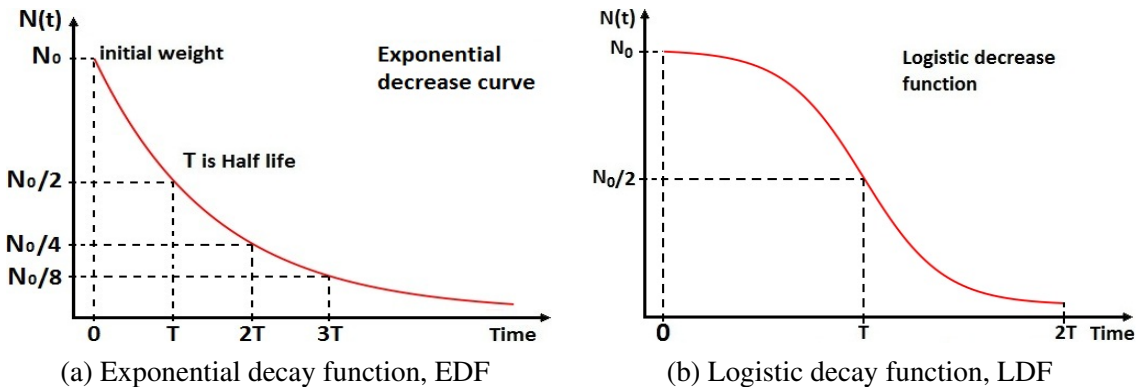 N(t)
N₀
initial weight
Exponential
decrease curve
T is Half life
N₀/2
N₀/4
N₀/8
0 T 2T 3T Time
(a) Exponential decay function, EDF
N(t)
N₀
Logistic decrease
function
N₀/2
0 T 2T Time
(b) Logistic decay function, LDF